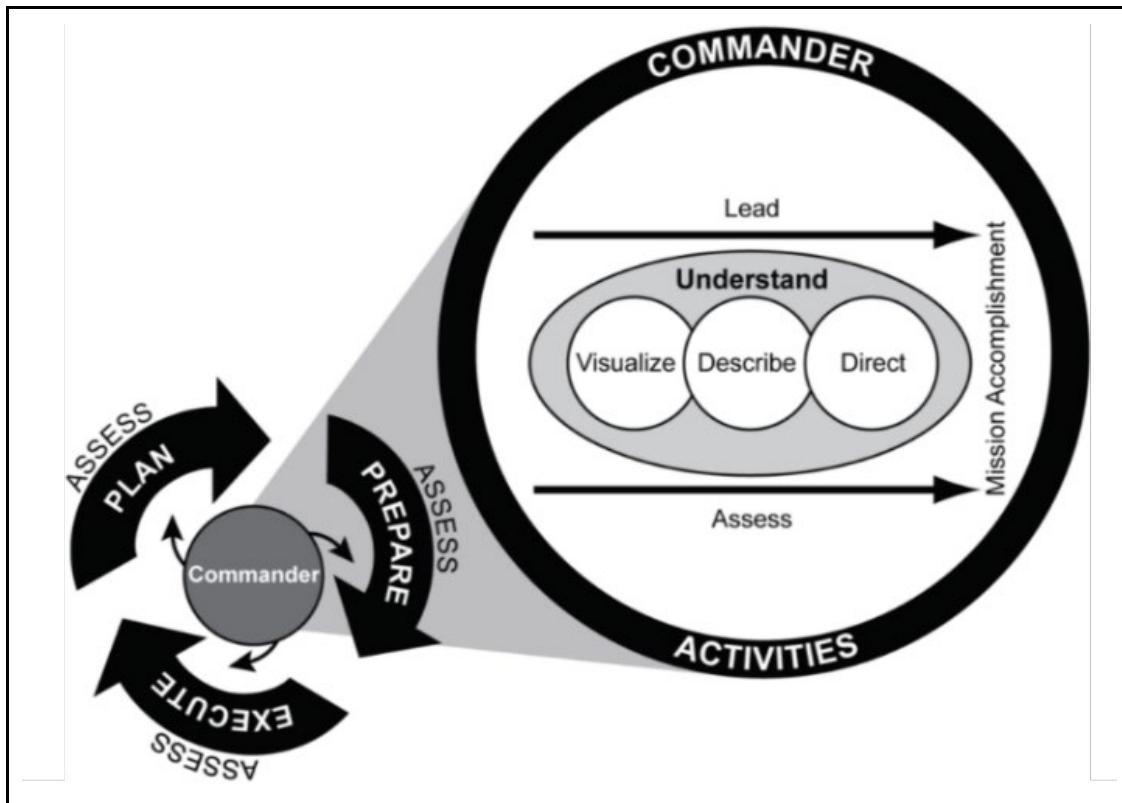 COMMANDER
Lead
Understand
Visualize
Describe
Direct
Mission Accomplishment
Assess
ACTIVITIES
ASSESS
PLAN
PREPARE
ASSESS
Commander
EXECUTE
ASSESS